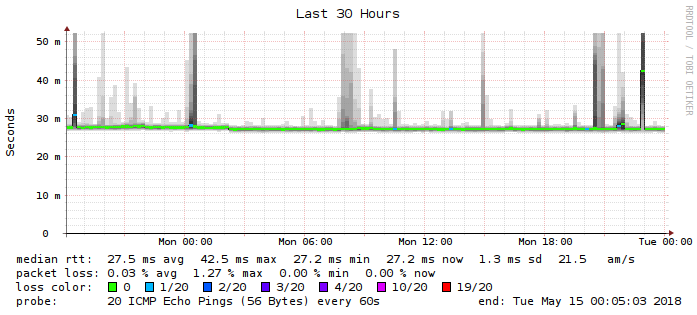 Last 30 Hours
RRDTOOL / TOBI OETIKER
Seconds
50 m
40 m
30 m
20 m
10 m
0
Mon 00:00 Mon 06:00 Mon 12:00 Mon 18:00 Tue 00:00
median rtt: 27.5 ms avg 42.5 ms max 27.2 ms min 27.2 ms now 1.3 ms sd 21.5 am/s
packet loss: 0.03 % avg 1.27 % max 0.00 % min 0.00 % now
loss color: 0 1/20 2/20 3/20 4/20 10/20 19/20
probe: 20 ICMP Echo Pings (56 Bytes) every 60s end: Tue May 15 00:05:03 2018